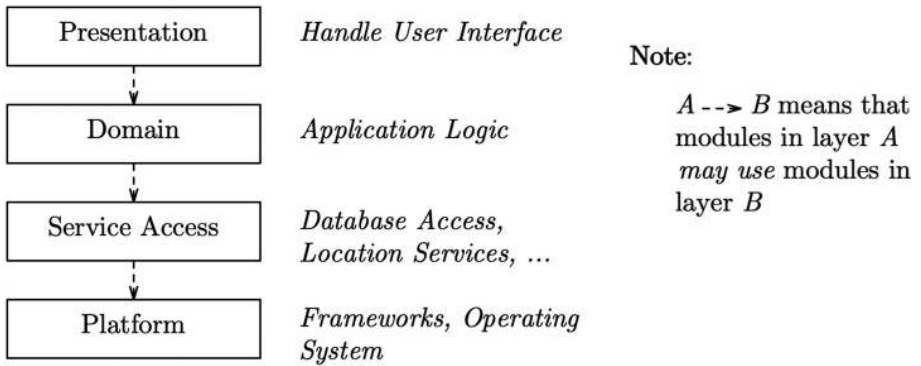 Presentation
Handle User Interface
Domain
Application Logic
Service Access
Database Access,
Location Services, ...
Platform
Frameworks, Operating
System
Note:
A --➤ B means that
modules in layer A
may use modules in
layer B